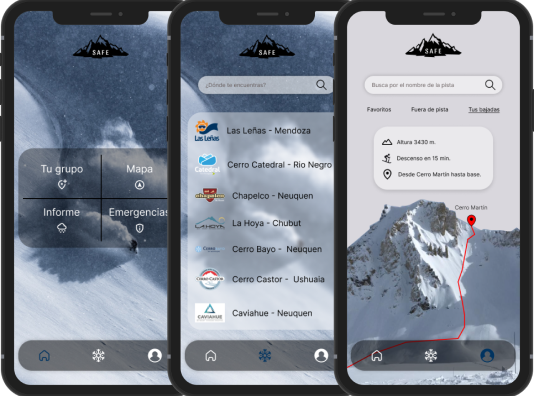 SAFE
Tu grupo
Mapa
Informe
Emergencias
SAFE
¿Dónde te encuentras?
Las Leñas
Las Leñas - Mendoza
Catedral
Cerro Catedral - Rio Negro
chapelco
Chapelco - Neuquen
LA HOYA
La Hoya - Chubut
Cerro Bayo - Neuquen
Cerro Castor - Ushuaia
CAVIAHUE
Caviahue - Neuquen
SAFE
Busca por el nombre de la pista
Favoritos
Fuera de pista
Tus bajadas
Altura 3430 m.
Descenso en 15 min.
Desde Cerro Martin hasta base.
Cerro Martin